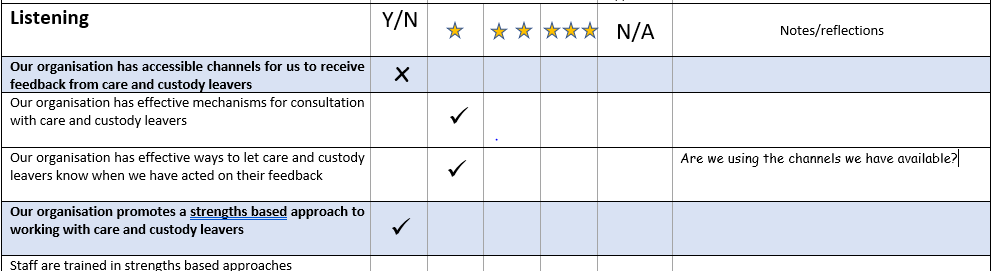 Listening Y/N N/A Notes/reflections
Our organisation has accessible channels for us to receive
feedback from care and custody leavers
Our organisation has effective mechanisms for consultation
with care and custody leavers
Our organisation has effective ways to let care and custody
leavers know when we have acted on their feedback
Are we using the channels we have available?
Our organisation promotes a strengths based approach to
working with care and custody leavers
Staff are trained in strengths based approaches